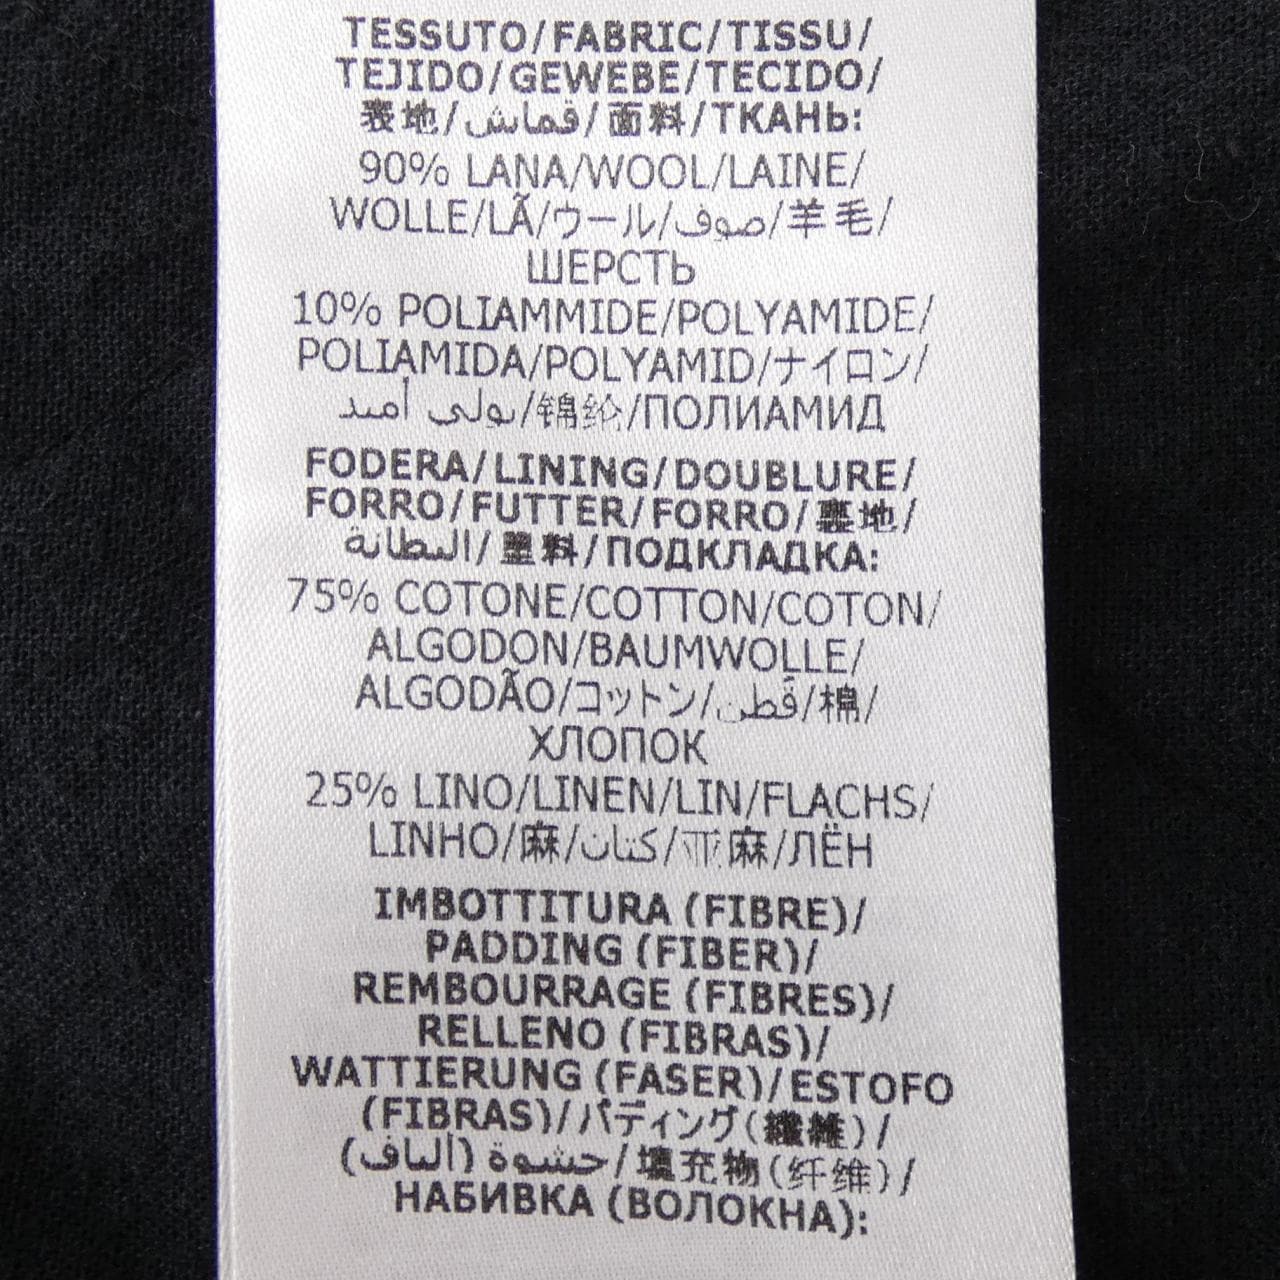 TESSUTO/FABRIC/TISSU/
TEJIDO/GEWEBE/TECIDO/
表地/قماش/面料/ТКАНЬ:
90% LANA/WOOL/LAINE/
WOLLE/LÃ/ウール/صوف/羊毛/
ШЕРСТЬ
10% POLIAMMIDE/POLYAMIDE/
POLIAMIDA/POLYAMID/ナイロン/
بولي أميد/锦纶/ПОЛИАМИД
FODERA/LINING/DOUBLURE/
FORRO/FUTTER/FORRO/裏地/
البطانة/里料/ПОДКЛАДКА:
75% COTONE/COTTON/COTON/
ALGODON/BAUMWOLLE/
ALGODÃO/コットン/قطن/棉/
ХЛОПОК
25% LINO/LINEN/LIN/FLACHS/
LINHO/麻/كتان/亚麻/ЛЁН
IMBOTTITURA (FIBRE)/
PADDING (FIBER)/
REMBOURRAGE (FIBRES)/
RELLENO (FIBRAS)/
WATTIERUNG (FASER)/ESTOFO
(FIBRAS)/パディング(繊維)/
حشوة (ألياف)/填充物(纤维)/
НАБИВКА (ВОЛОКНА):